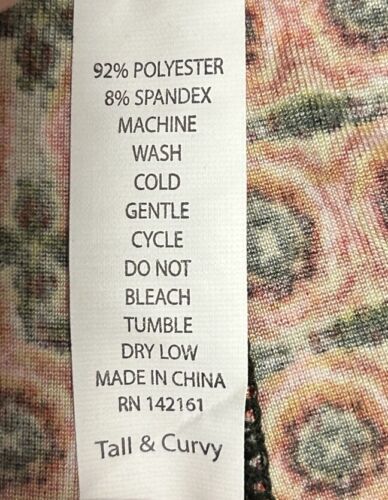 92% POLYESTER
8% SPANDEX
MACHINE
WASH
COLD
GENTLE
CYCLE
DO NOT
BLEACH
TUMBLE
DRY LOW
MADE IN CHINA
RN 142161
Tall & Curvy